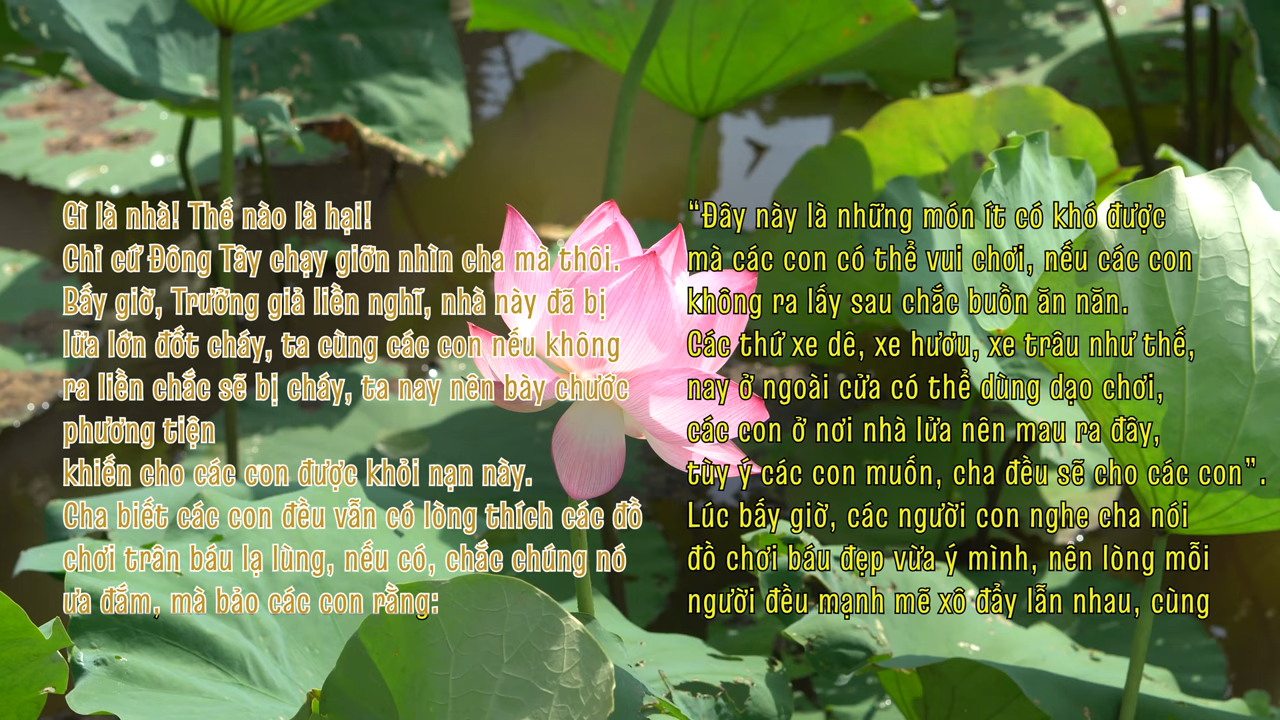 Gì là nhà! Thế nào là hại!
Chỉ cứ Đông Tây chạy giỡn nhìn cha mà thôi.
Bấy giờ, Trưởng giả liền nghĩ, nhà này đã bị
lửa lớn đốt cháy, ta cùng các con nếu không
ra liền chắc sẽ bị cháy, ta nay nên bày chước
phương tiện
khiến cho các con được khỏi nạn này.
Cha biết các con đều vẫn có lòng thích các đồ
chơi trân báu lạ lùng, nếu có, chắc chúng nó
ưa đắm, mà bảo các con rằng:
“Đây này là những món ít có khó được
mà các con có thể vui chơi, nếu các con
không ra lấy sau chắc buồn ăn năn.
Các thứ xe dê, xe hươu, xe trâu như thế,
nay ở ngoài cửa có thể dùng dạo chơi,
các con ở nơi nhà lửa nên mau ra đây,
tùy ý các con muốn, cha đều sẽ cho các con”.
Lúc bấy giờ, các người con nghe cha nói
đồ chơi báu đẹp vừa ý mình, nên lòng mỗi
người đều mạnh mẽ xô đẩy lẫn nhau, cùng